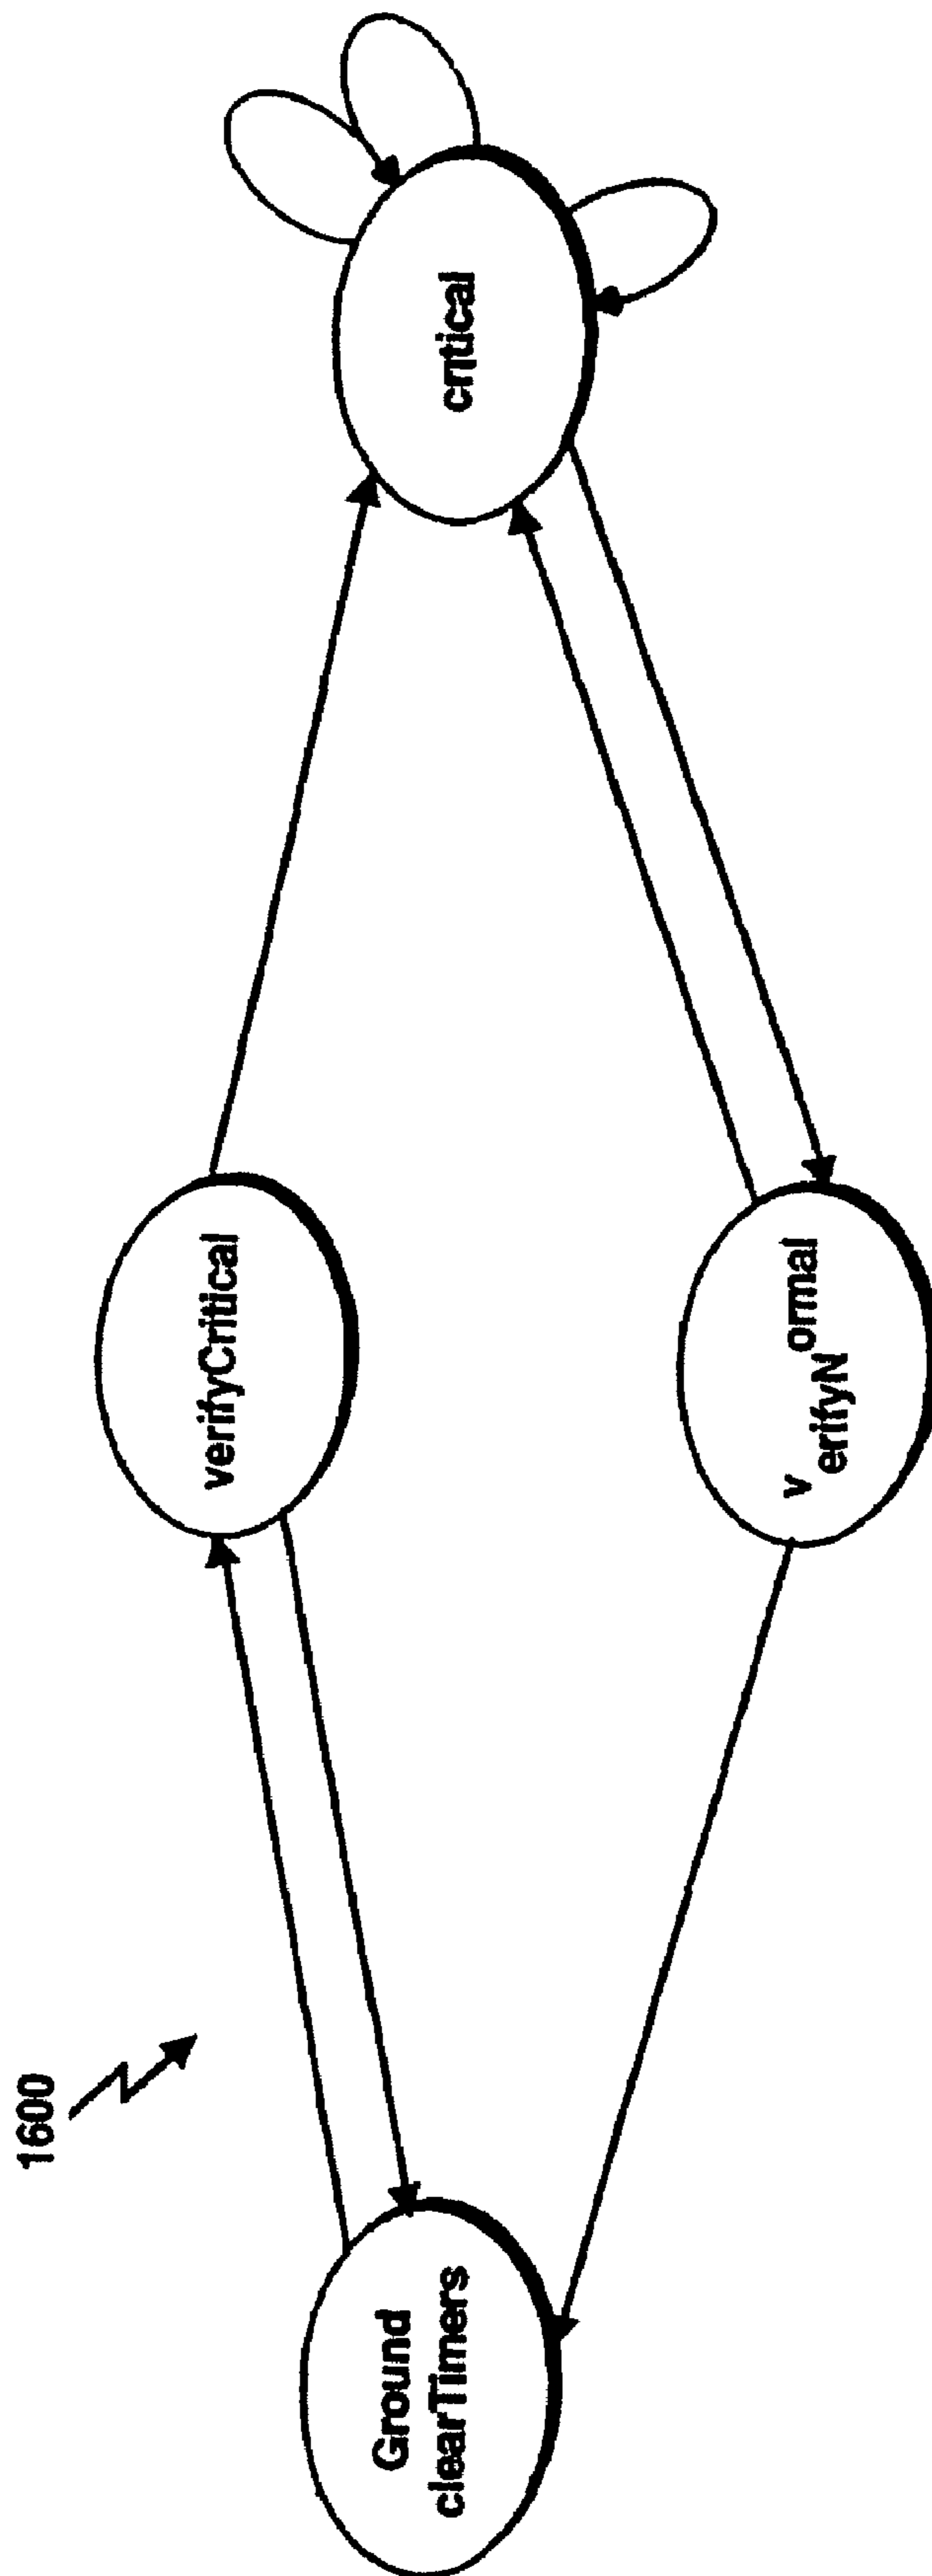 1600
Ground
clearTimers
verifyCritical
verifyNormal
critical